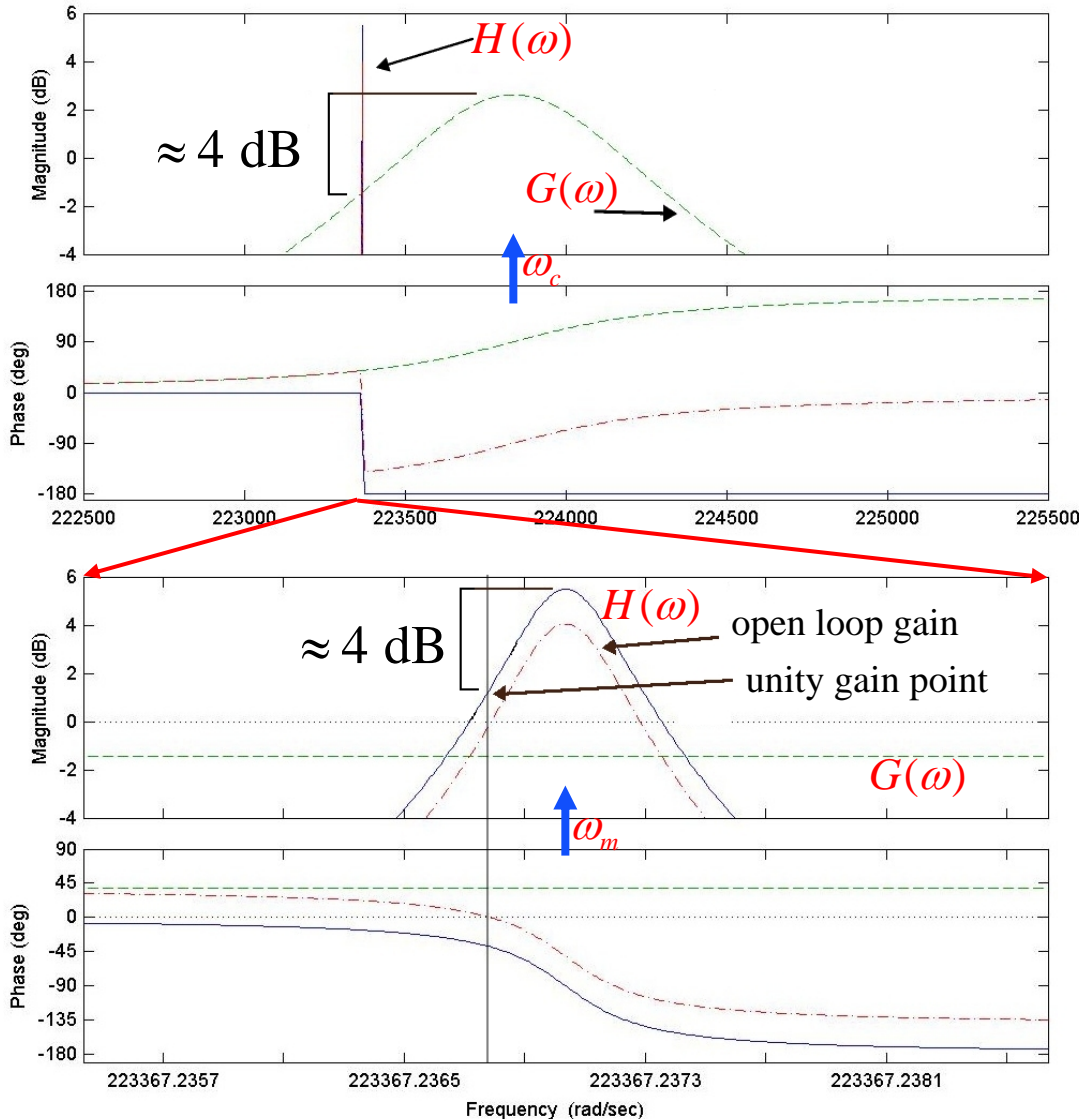 6
4
2
0
-2
-4
Magnitude (dB)
H(ω)
≈ 4 dB
G(ω)
ω_c
180
90
0
-90
-180
Phase (deg)
222500 223000 223500 224000 224500 225000 225500
6
4
2
0
-2
-4
Magnitude (dB)
≈ 4 dB
H(ω)
open loop gain
unity gain point
G(ω)
ω_m
90
45
0
-45
-90
-135
-180
Phase (deg)
223367.2357 223367.2365 223367.2373 223367.2381
Frequency (rad/sec)